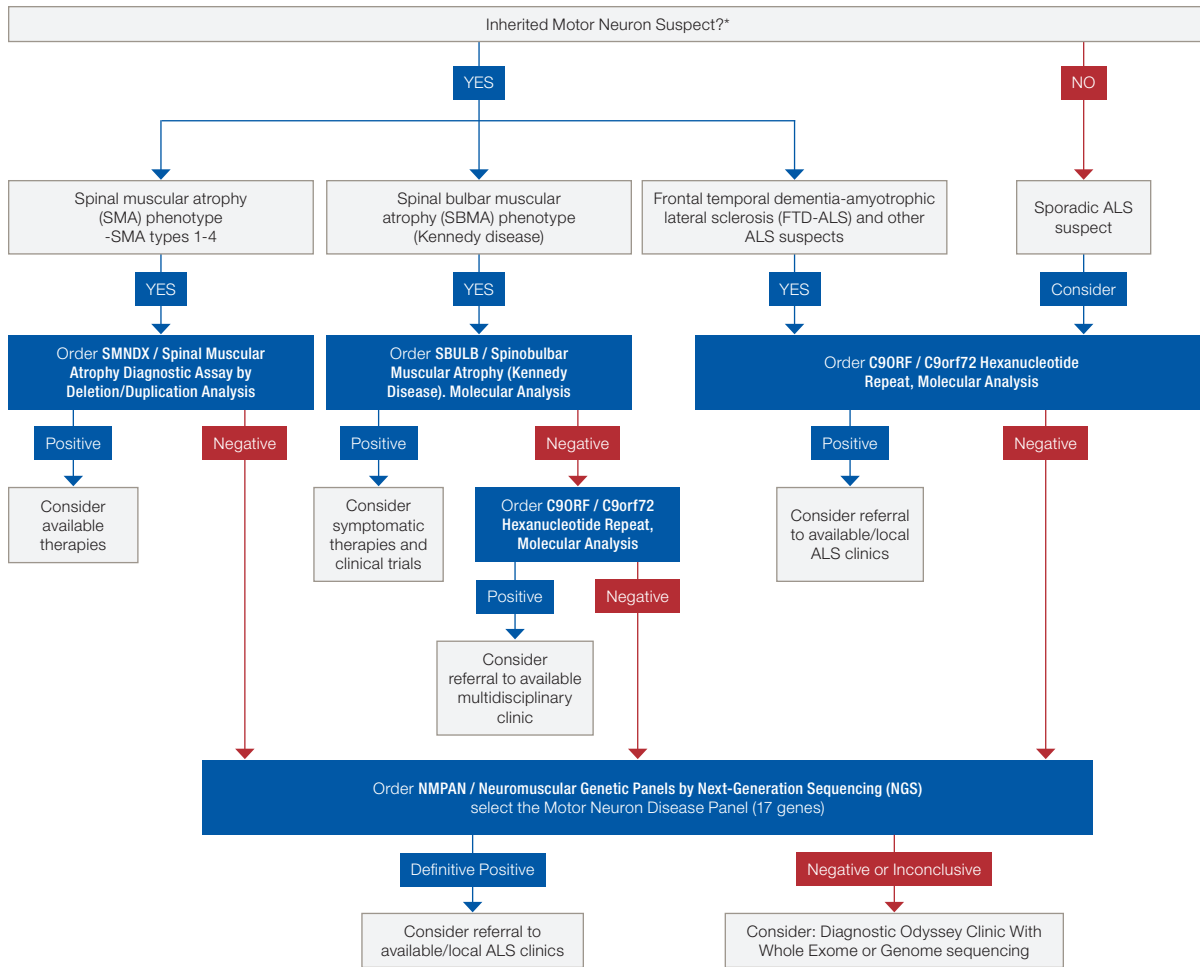 Inherited Motor Neuron Suspect?*
YES
NO
Spinal muscular atrophy
(SMA) phenotype
-SMA types 1-4
Spinal bulbar muscular
atrophy (SBMA) phenotype
(Kennedy disease)
Frontal temporal dementia-amyotrophic
lateral sclerosis (FTD-ALS) and other
ALS suspects
Sporadic ALS
suspect
YES
YES
YES
Consider
Order SMNDX / Spinal Muscular
Atrophy Diagnostic Assay by
Deletion/Duplication Analysis
Order SBULB / Spinobulbar
Muscular Atrophy (Kennedy
Disease). Molecular Analysis
Order C9ORF / C9orf72 Hexanucleotide
Repeat, Molecular Analysis
Positive
Negative
Positive
Negative
Positive
Negative
Consider
available
therapies
Consider
symptomatic
therapies and
clinical trials
Order C9ORF / C9orf72
Hexanucleotide Repeat,
Molecular Analysis
Consider referral
to available/local
ALS clinics
Positive
Negative
Consider
referral to available
multidisciplinary
clinic
Order NMPAN / Neuromuscular Genetic Panels by Next-Generation Sequencing (NGS)
select the Motor Neuron Disease Panel (17 genes)
Definitive Positive
Negative or Inconclusive
Consider referral to
available/local ALS clinics
Consider: Diagnostic Odyssey Clinic With
Whole Exome or Genome sequencing